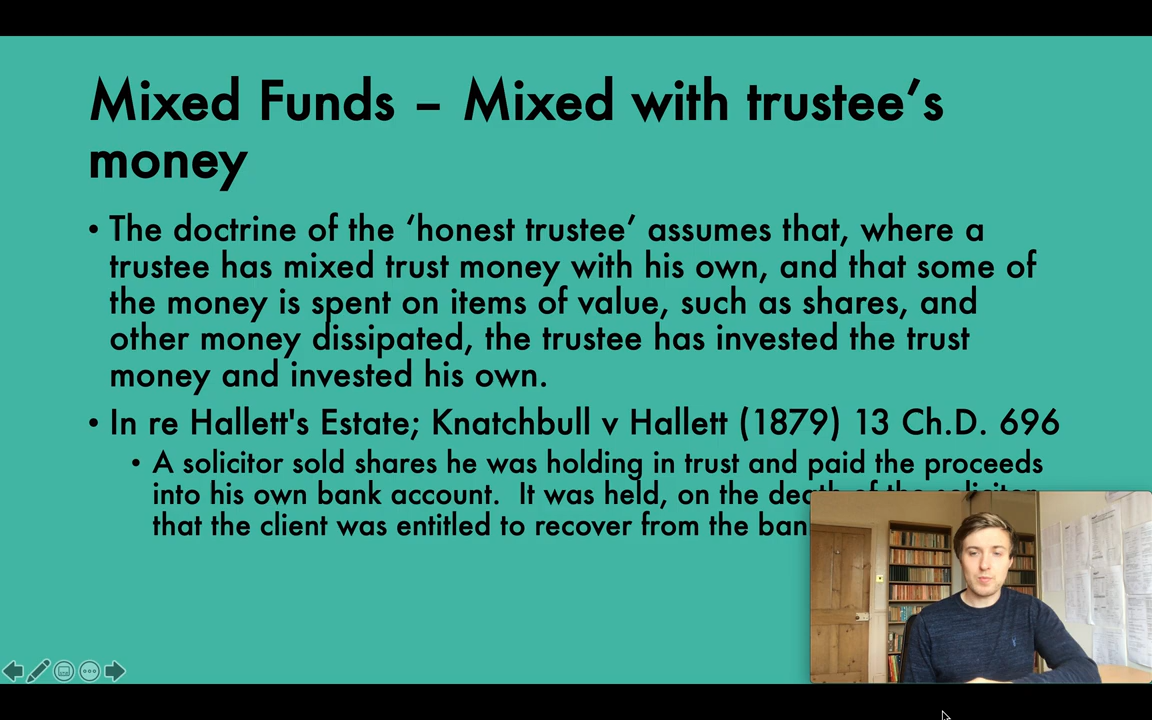 Mixed Funds – Mixed with trustee’s
money
• The doctrine of the ‘honest trustee’ assumes that, where a
trustee has mixed trust money with his own, and that some of
the money is spent on items of value, such as shares, and
other money dissipated, the trustee has invested the trust
money and invested his own.
• In re Hallett's Estate; Knatchbull v Hallett (1879) 13 Ch.D. 696
• A solicitor sold shares he was holding in trust and paid the proceeds
into his own bank account. It was held, on the death of the solicitor
that the client was entitled to recover from the